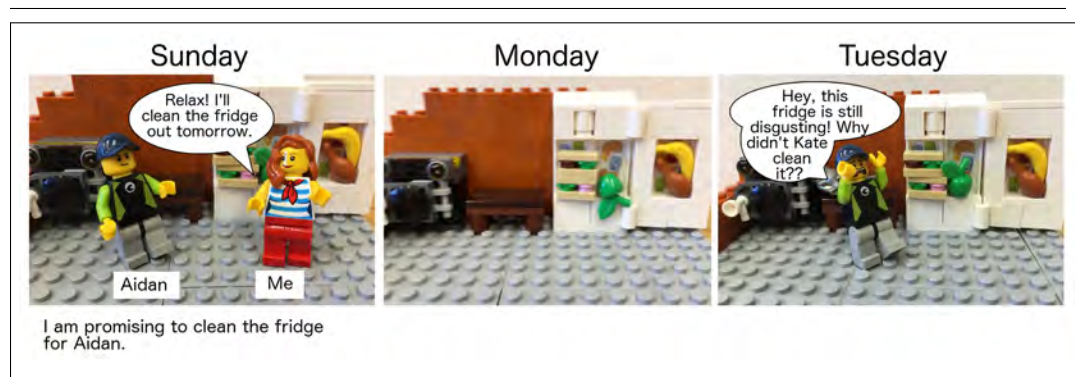 Sunday
Monday
Tuesday
Relax! I'll
clean the fridge
out tomorrow.
Hey, this
fridge is still
disgusting! Why
didn't Kate
clean
it??
Aidan
Me
I am promising to clean the fridge
for Aidan.